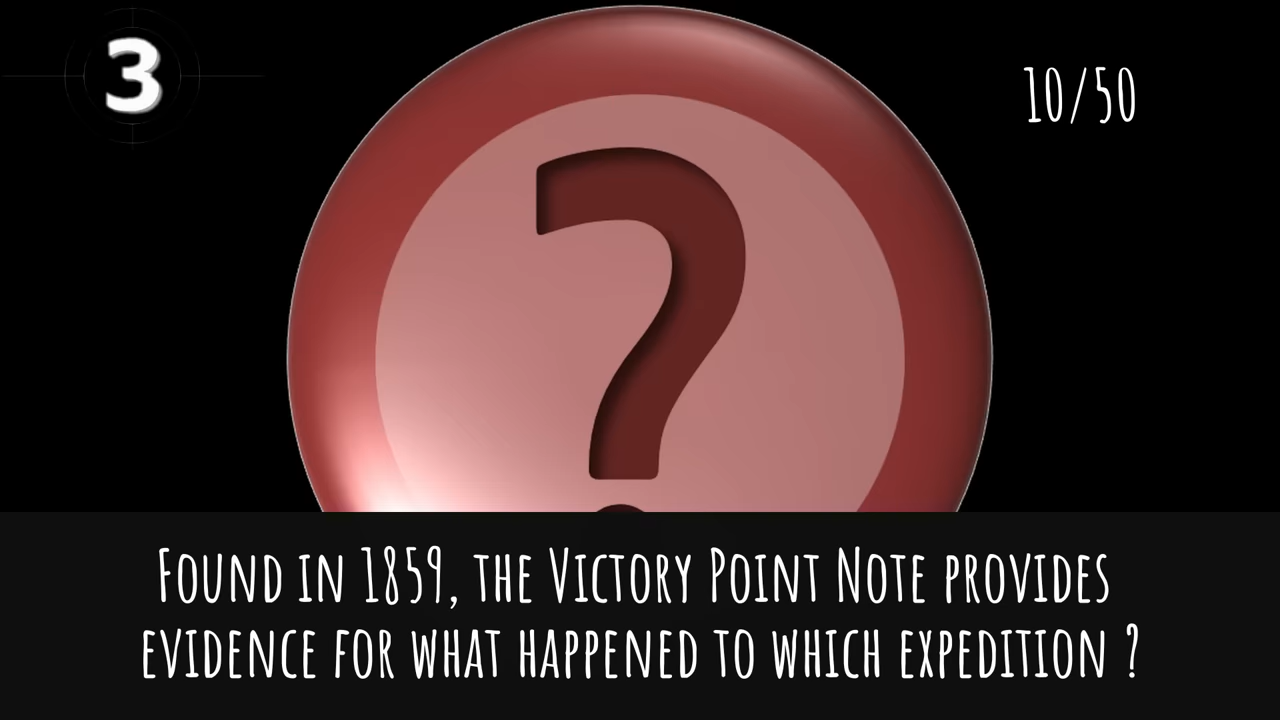 3
10/50
?
Found in 1859, the Victory Point Note provides
evidence for what happened to which expedition ?